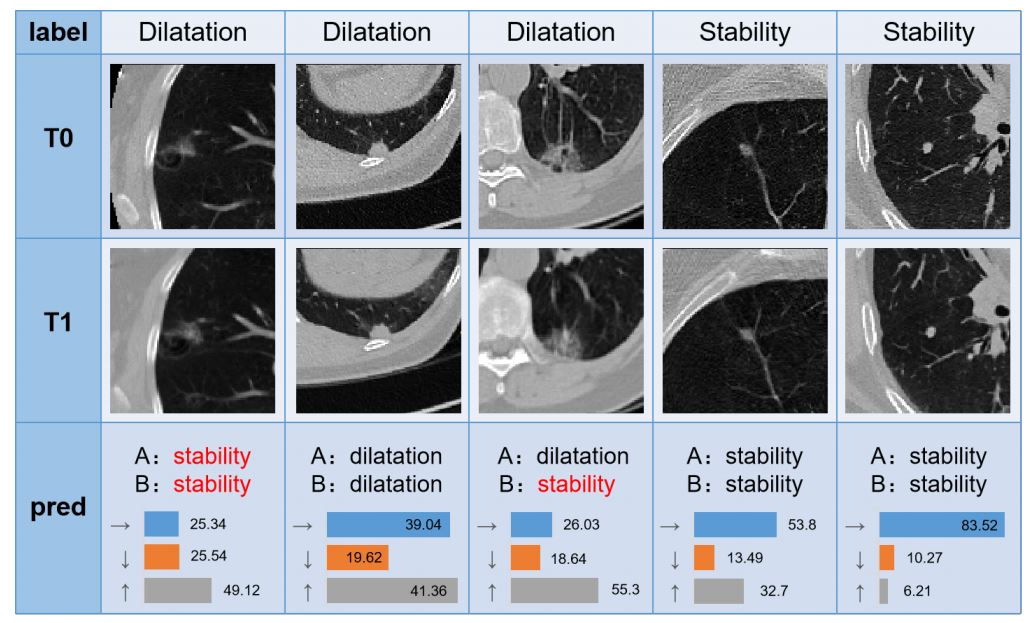 label Dilatation Dilatation Dilatation Stability Stability
T0
T1
pred
A：stability A：dilatation A：dilatation A：stability A：stability
B：stability B：dilatation B：stability B：stability B：stability
→ 25.34 → 39.04 → 26.03 → 53.8 → 83.52
↓ 25.54 ↓ 19.62 ↓ 18.64 ↓ 13.49 ↓ 10.27
↑ 49.12 ↑ 41.36 ↑ 55.3 ↑ 32.7 ↑ 6.21